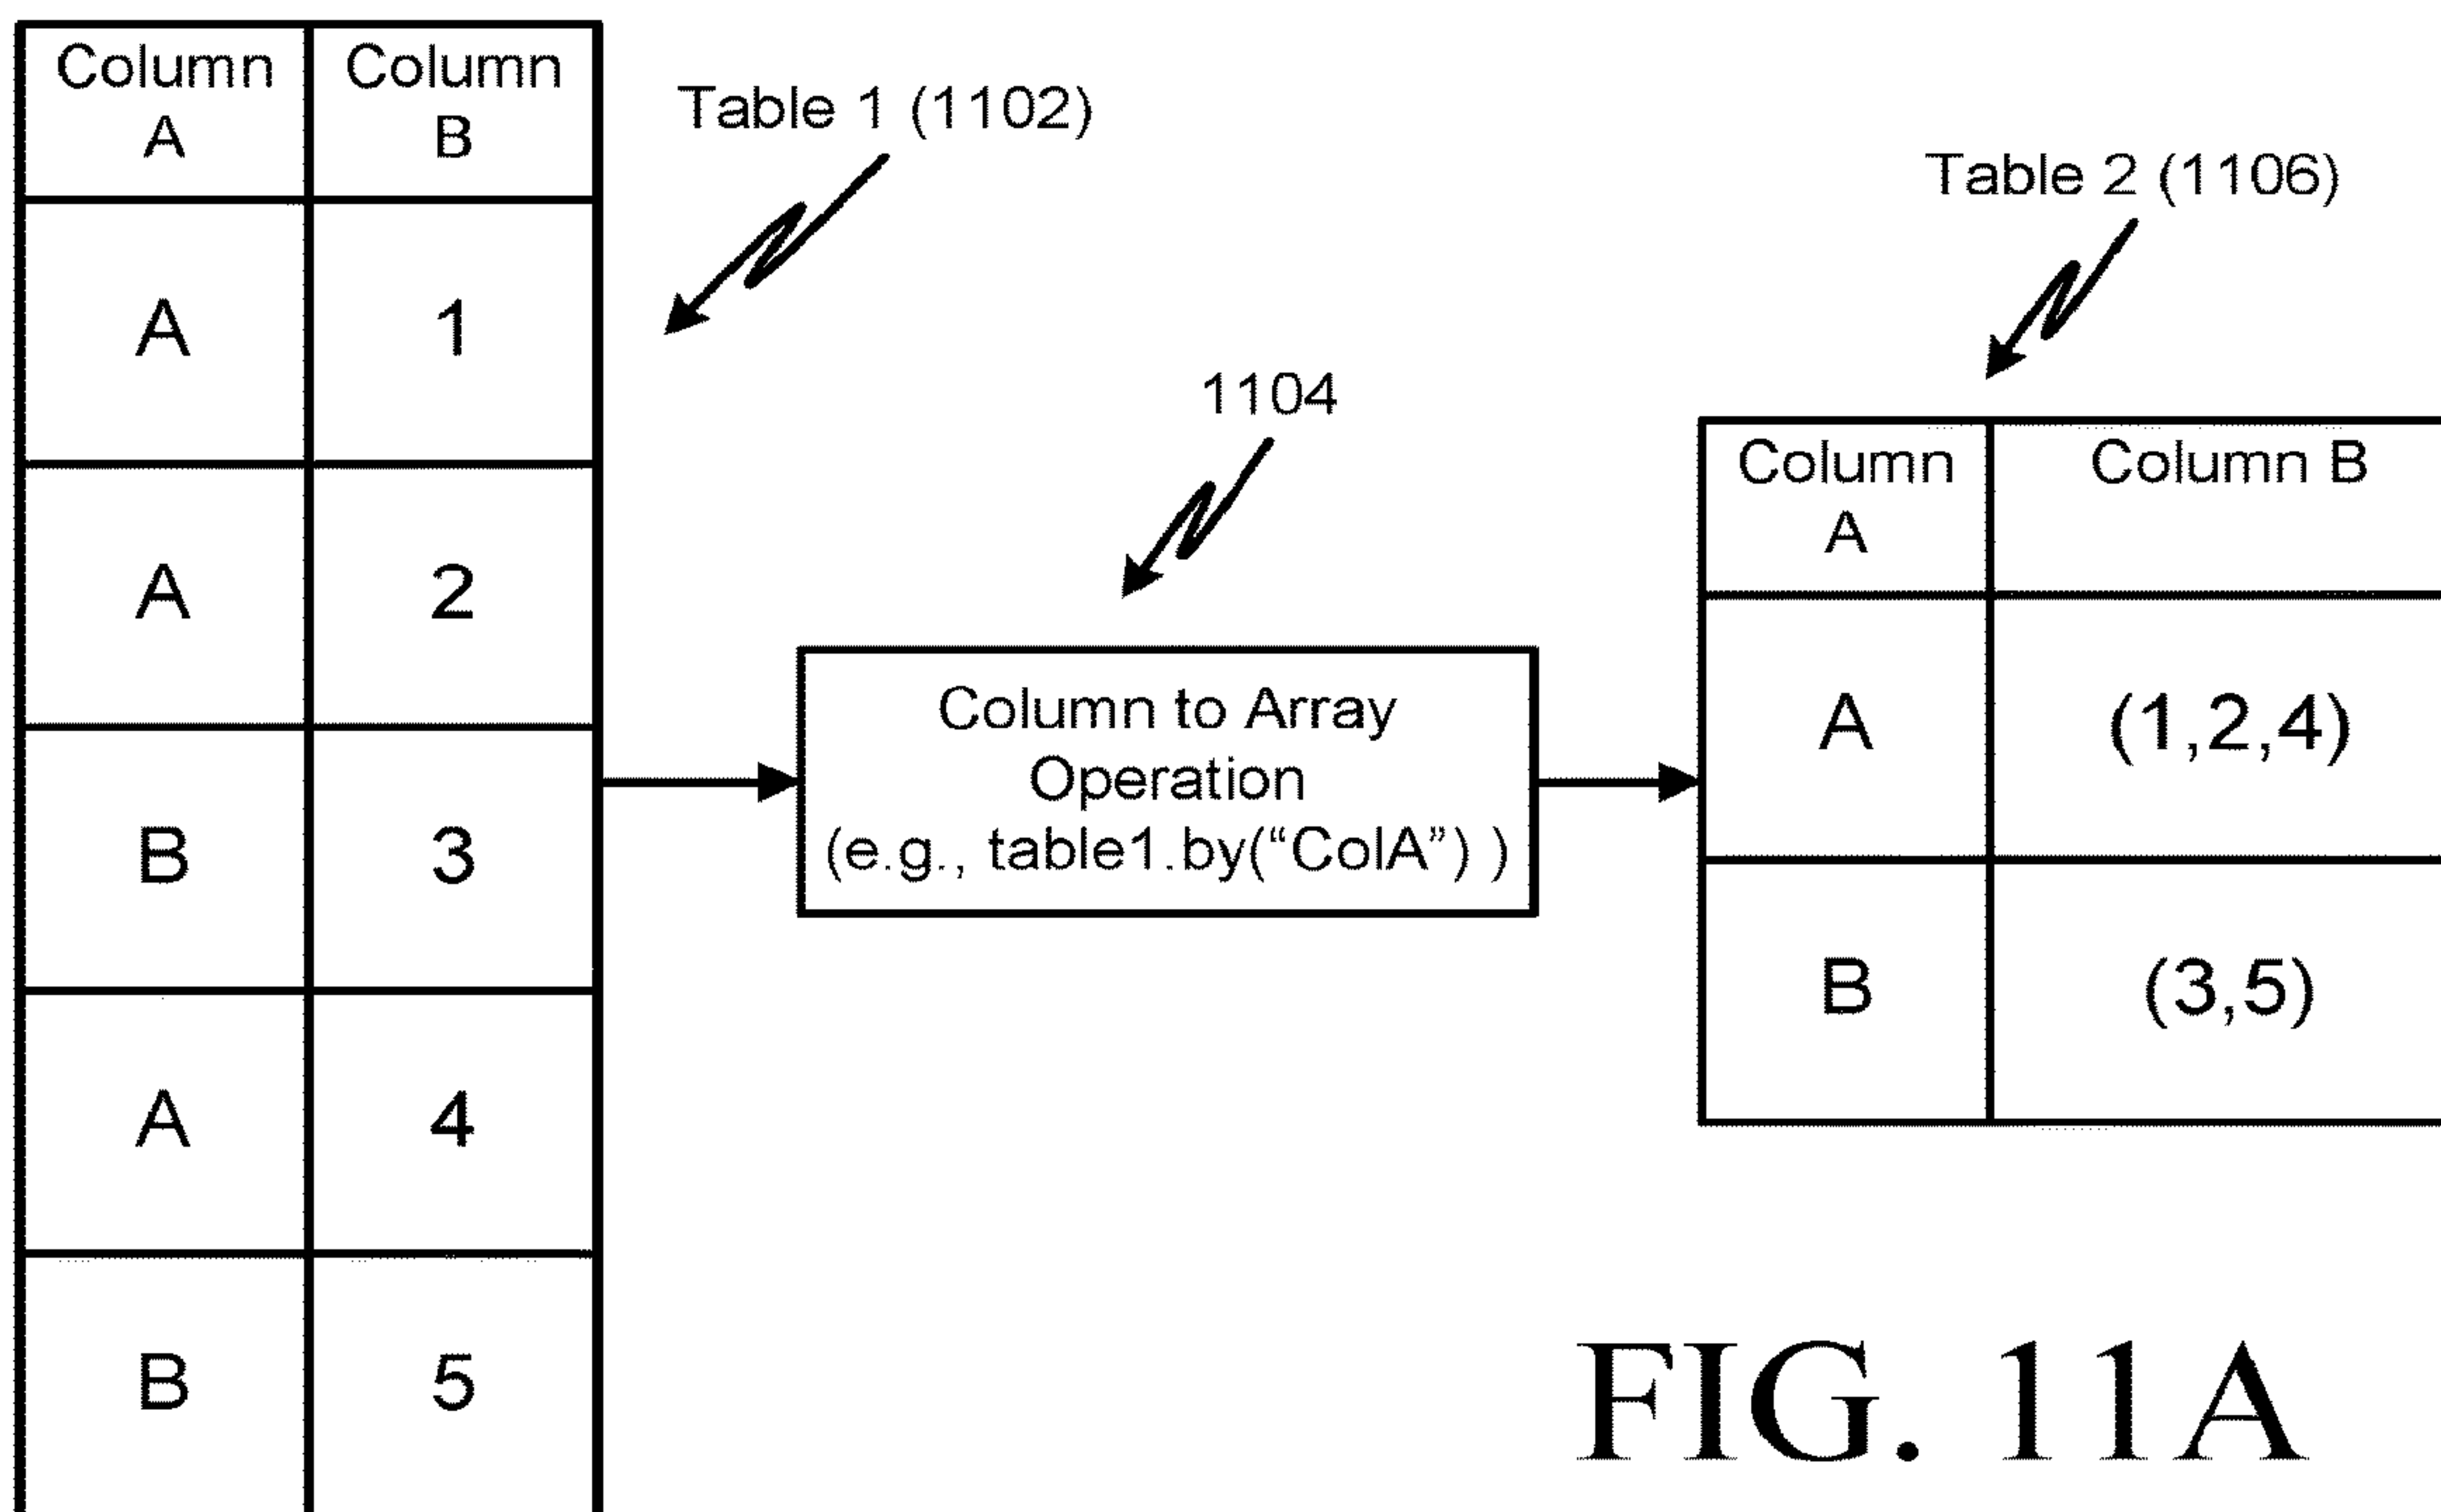 Column Column
A B
A 1
A 2
B 3
A 4
B 5
Table 1 (1102)
1104
Column to Array
Operation
(e.g., table1.by(“ColA”) )
Table 2 (1106)
Column Column B
A
A (1,2,4)
B (3,5)
FIG. 11A